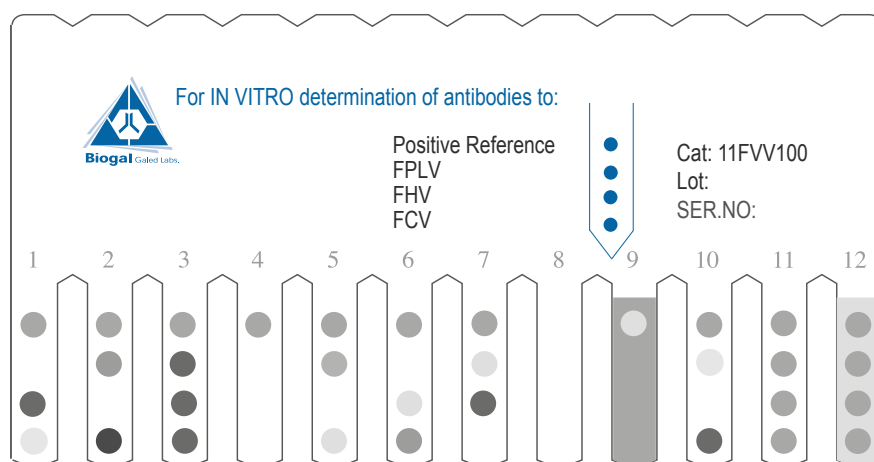 For IN VITRO determination of antibodies to:
Biogal Galed Labs.
Positive Reference
FPLV
FHV
FCV
Cat: 11FVV100
Lot:
SER.NO:
1 2 3 4 5 6 7 8 9 10 11 12